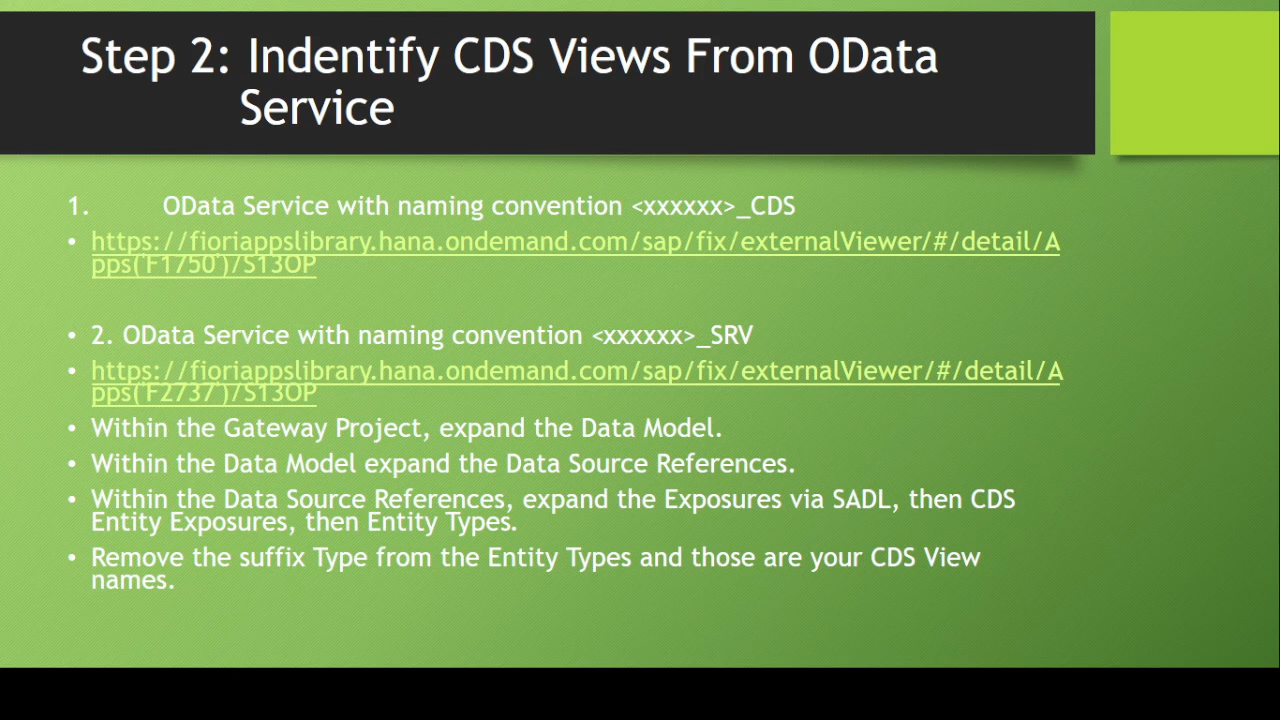 Step 2: Indentify CDS Views From OData
Service
1. OData Service with naming convention <xxxxxx>_CDS
• https://fioriappslibrary.hana.ondemand.com/sap/fix/externalViewer/#/detail/A
pps('F1750')/S13OP
• 2. OData Service with naming convention <xxxxxx>_SRV
• https://fioriappslibrary.hana.ondemand.com/sap/fix/externalViewer/#/detail/A
pps('F2737')/S13OP
• Within the Gateway Project, expand the Data Model.
• Within the Data Model expand the Data Source References.
• Within the Data Source References, expand the Exposures via SADL, then CDS
Entity Exposures, then Entity Types.
• Remove the suffix Type from the Entity Types and those are your CDS View
names.